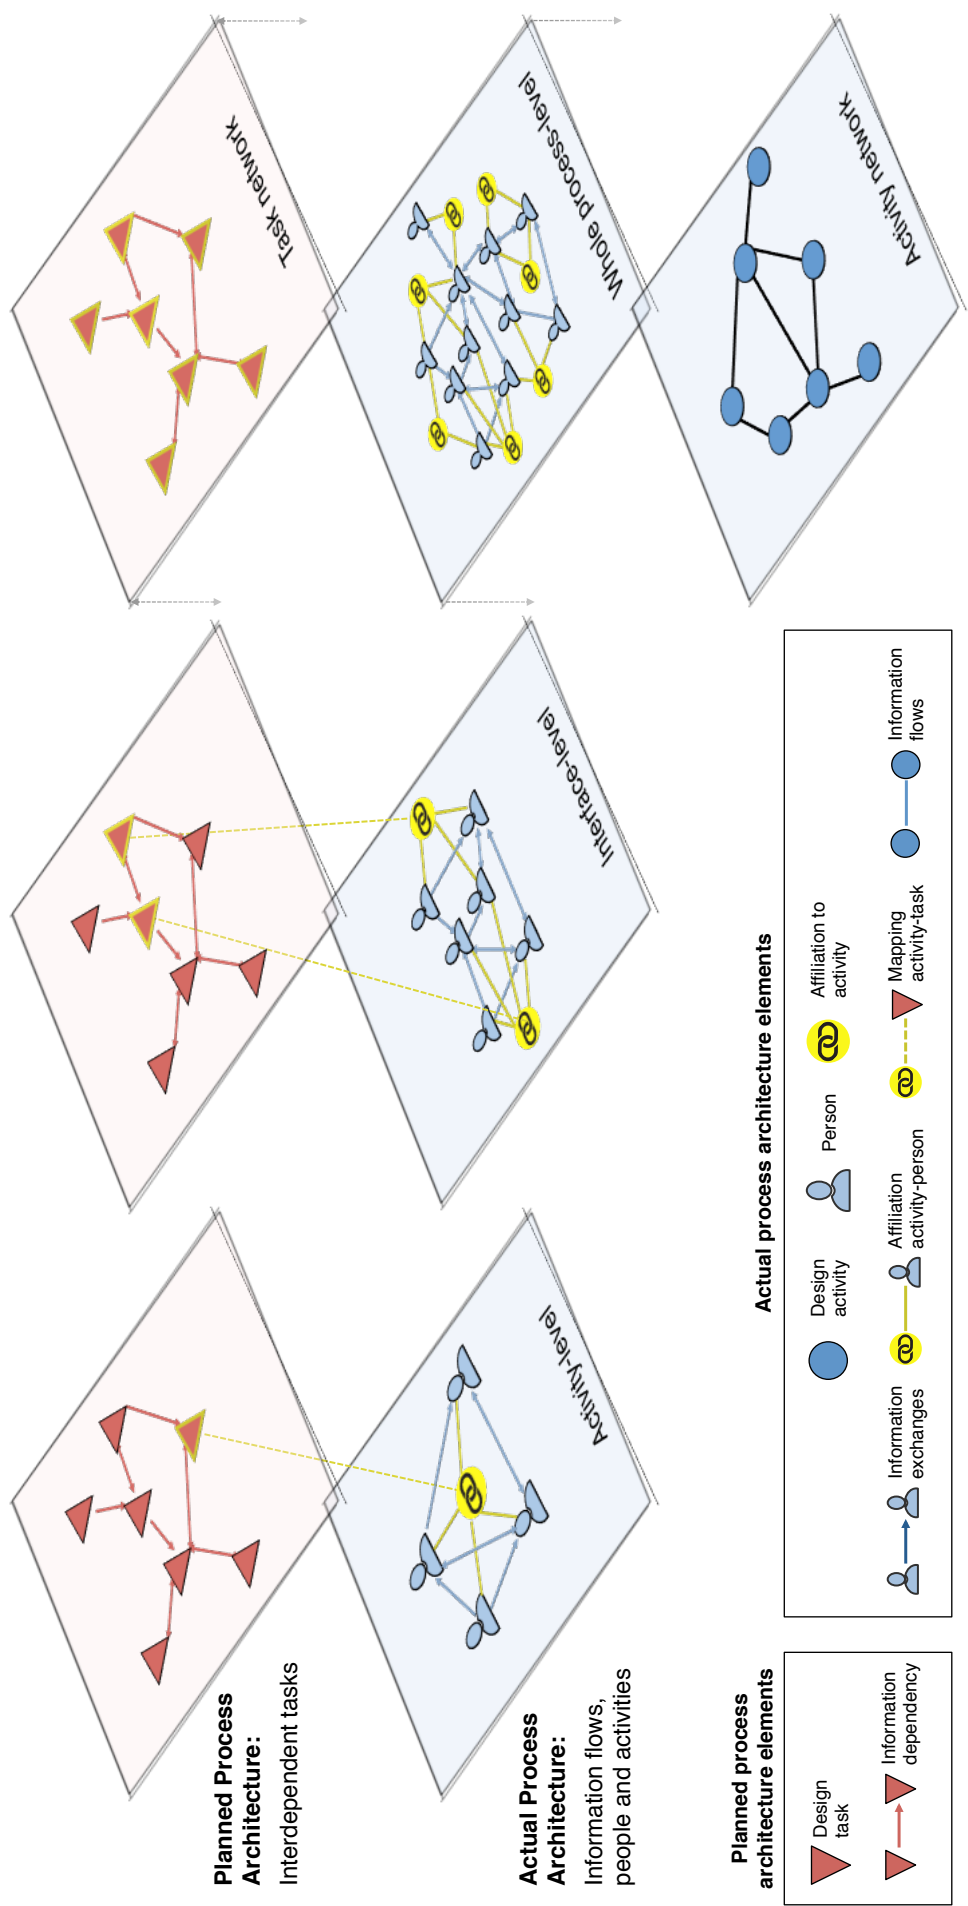 Planned Process
Architecture:
Interdependent tasks
Task network
Actual Process
Architecture:
Information flows,
people and activities
Activity-level
Interface-level
Whole process-level
Activity network
Planned process
architecture elements
Design
task
Information
dependency
Actual process architecture elements
Design
activity
Person
Affiliation to
activity
Information
exchanges
Affiliation
activity-person
Mapping
activity-task
Information
flows